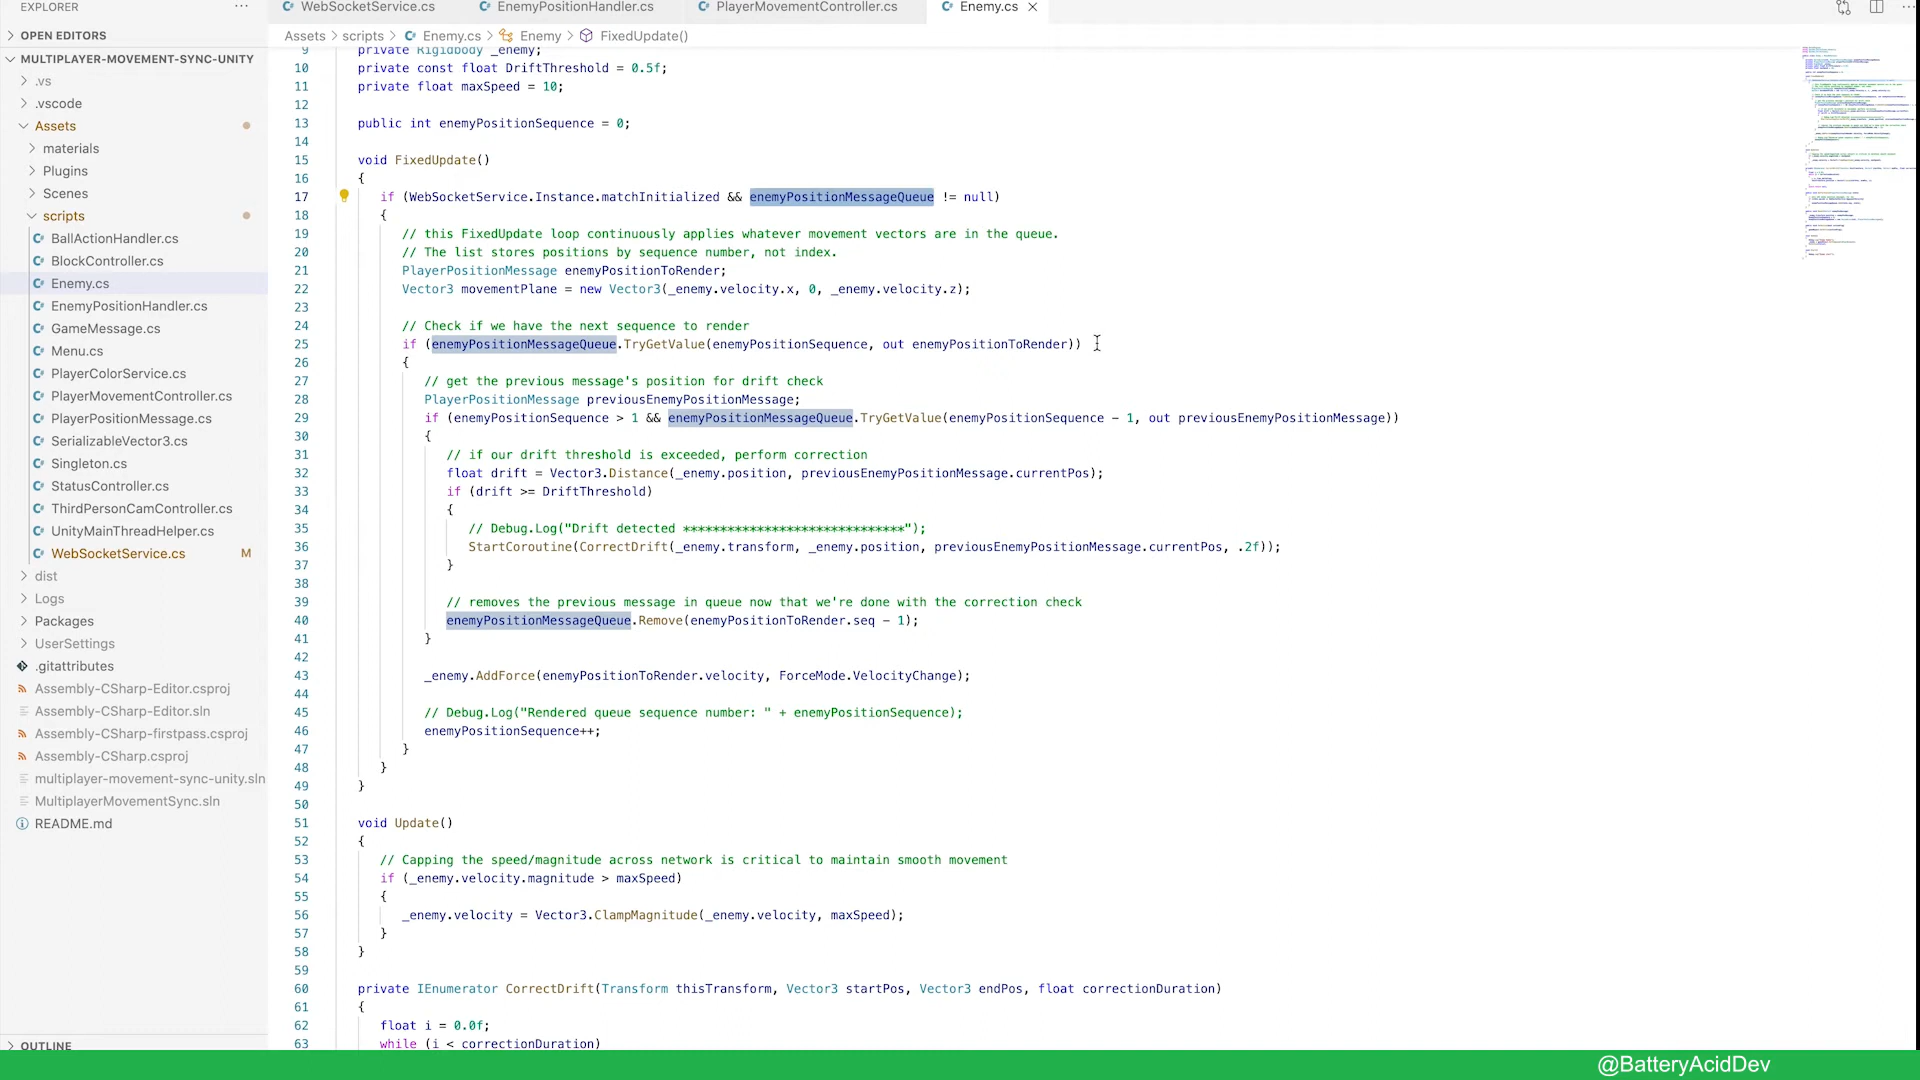 EXPLORER
OPEN EDITORS
MULTIPLAYER-MOVEMENT-SYNC-UNITY
.vs
.vscode
Assets
materials
Plugins
Scenes
scripts
BallActionHandler.cs
BlockController.cs
Enemy.cs
EnemyPositionHandler.cs
GameMessage.cs
Menu.cs
PlayerColorService.cs
PlayerMovementController.cs
PlayerPositionMessage.cs
SerializableVector3.cs
Singleton.cs
StatusController.cs
ThirdPersonCamController.cs
UnityMainThreadHelper.cs
WebSocketService.cs M
dist
Logs
Packages
UserSettings
.gitattributes
Assembly-CSharp-Editor.csproj
Assembly-CSharp-Editor.sln
Assembly-CSharp-firstpass.csproj
Assembly-CSharp.csproj
multiplayer-movement-sync-unity.sln
MultiplayerMovementSync.sln
README.md
OUTLINE
WebSocketService.cs EnemyPositionHandler.cs PlayerMovementController.cs Enemy.cs
Assets > scripts > Enemy.cs > Enemy > FixedUpdate()
9 private Rigidbody _enemy;
10 private const float DriftThreshold = 0.5f;
11 private float maxSpeed = 10;
12
13 public int enemyPositionSequence = 0;
14
15 void FixedUpdate()
16 {
17 if (WebSocketService.Instance.matchInitialized && enemyPositionMessageQueue != null)
18 {
19 // this FixedUpdate loop continuously applies whatever movement vectors are in the queue.
20 // The list stores positions by sequence number, not index.
21 PlayerPositionMessage enemyPositionToRender;
22 Vector3 movementPlane = new Vector3(_enemy.velocity.x, 0, _enemy.velocity.z);
23
24 // Check if we have the next sequence to render
25 if (enemyPositionMessageQueue.TryGetValue(enemyPositionSequence, out enemyPositionToRender))
26 {
27 // get the previous message's position for drift check
28 PlayerPositionMessage previousEnemyPositionMessage;
29 if (enemyPositionSequence > 1 && enemyPositionMessageQueue.TryGetValue(enemyPositionSequence - 1, out previousEnemyPositionMessage))
30 {
31 // if our drift threshold is exceeded, perform correction
32 float drift = Vector3.Distance(_enemy.position, previousEnemyPositionMessage.currentPos);
33 if (drift >= DriftThreshold)
34 {
35 // Debug.Log("Drift detected ******************************");
36 StartCoroutine(CorrectDrift(_enemy.transform, _enemy.position, previousEnemyPositionMessage.currentPos, .2f));
37 }
38
39 // removes the previous message in queue now that we're done with the correction check
40 enemyPositionMessageQueue.Remove(enemyPositionToRender.seq - 1);
41 }
42
43 _enemy.AddForce(enemyPositionToRender.velocity, ForceMode.VelocityChange);
44
45 // Debug.Log("Rendered queue sequence number: " + enemyPositionSequence);
46 enemyPositionSequence++;
47 }
48 }
49 }
50
51 void Update()
52 {
53 // Capping the speed/magnitude across network is critical to maintain smooth movement
54 if (_enemy.velocity.magnitude > maxSpeed)
55 {
56 _enemy.velocity = Vector3.ClampMagnitude(_enemy.velocity, maxSpeed);
57 }
58 }
59
60 private IEnumerator CorrectDrift(Transform thisTransform, Vector3 startPos, Vector3 endPos, float correctionDuration)
61 {
62 float i = 0.0f;
63 while (i < correctionDuration)
@BatteryAcidDev